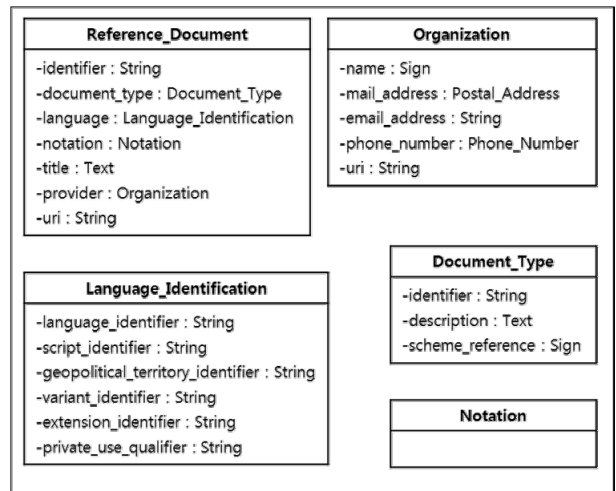 Reference_Document
-identifier : String
-document_type : Document_Type
-language : Language_Identification
-notation : Notation
-title : Text
-provider : Organization
-uri : String
Organization
-name : Sign
-mail_address : Postal_Address
-email_address : String
-phone_number : Phone_Number
-uri : String
Language_Identification
-language_identifier : String
-script_identifier : String
-geopolitical_territory_identifier : String
-variant_identifier : String
-extension_identifier : String
-private_use_qualifier : String
Document_Type
-identifier : String
-description : Text
-scheme_reference : Sign
Notation